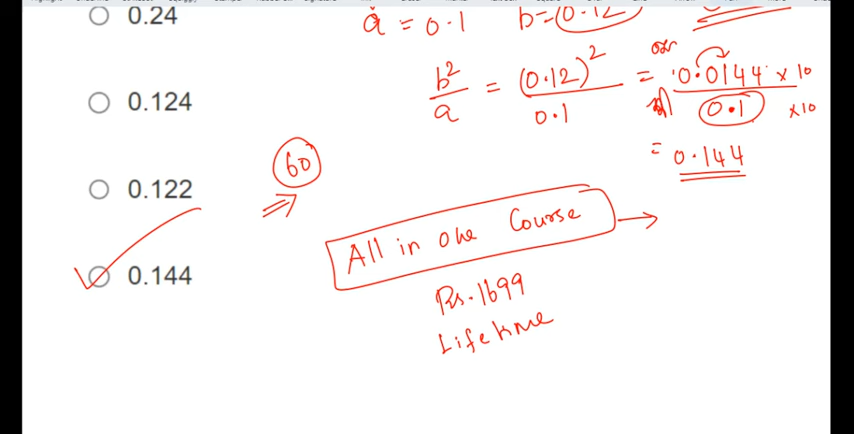 0.24
a = 0.1 b = 0.12
b²/a = (0.12)²/0.1 = 0.0144 × 10 / 0.1 × 10
0.124
= 0.144
60
0.122
All in one Course →
0.144
Rs. 1699
Lifetime